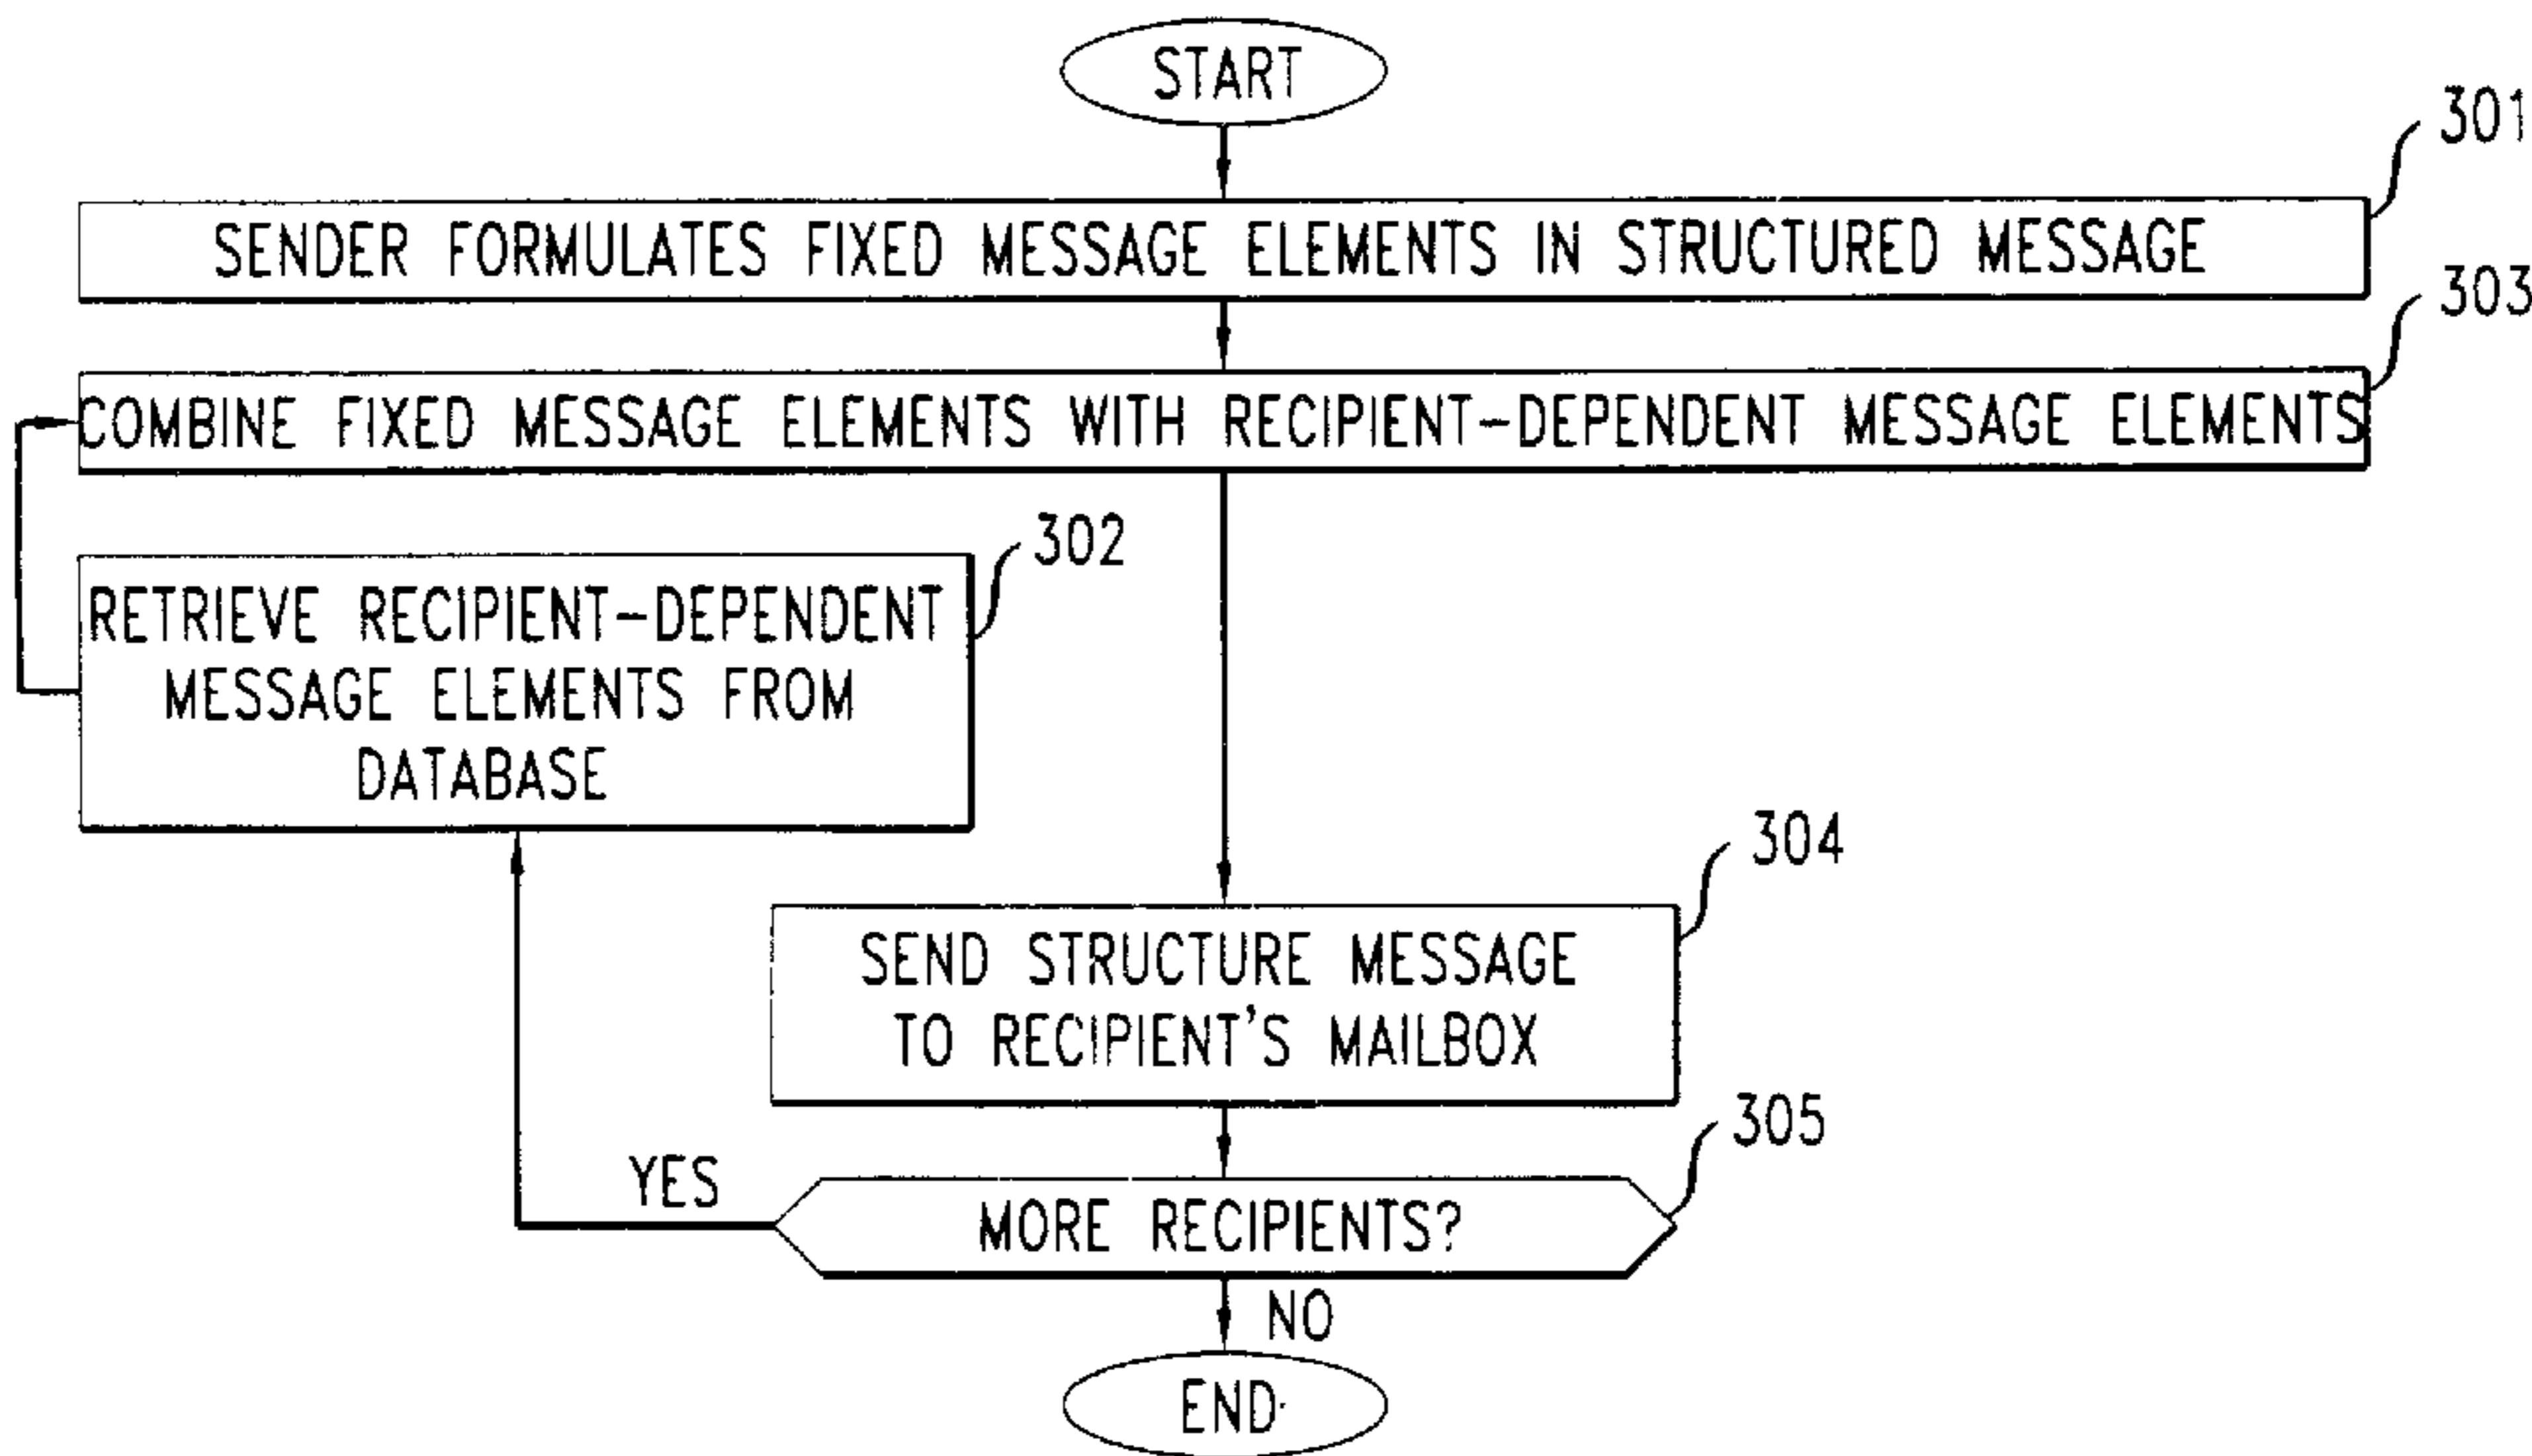 START
301
SENDER FORMULATES FIXED MESSAGE ELEMENTS IN STRUCTURED MESSAGE
303
COMBINE FIXED MESSAGE ELEMENTS WITH RECIPIENT-DEPENDENT MESSAGE ELEMENTS
302
RETRIEVE RECIPIENT-DEPENDENT
MESSAGE ELEMENTS FROM
DATABASE
304
SEND STRUCTURE MESSAGE
TO RECIPIENT'S MAILBOX
305
YES
MORE RECIPIENTS?
NO
END